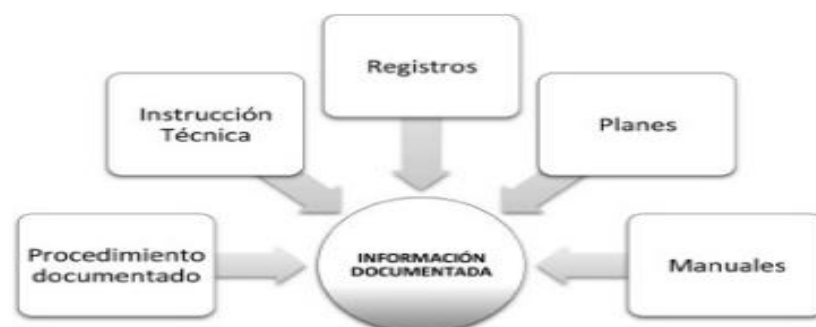 Registros
Instrucción
Técnica
Planes
Procedimiento
documentado
INFORMACIÓN
DOCUMENTADA
Manuales